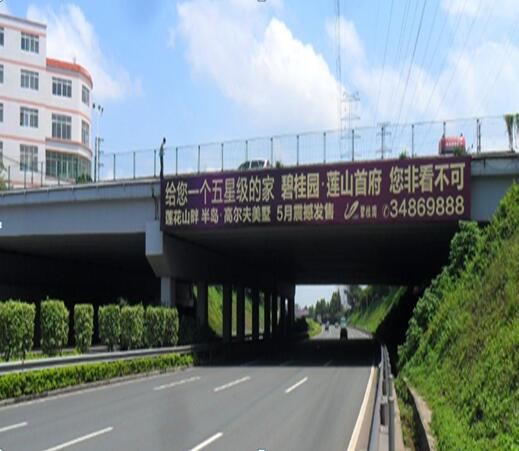 给您一个五星级的家 碧桂园·莲山首府 您非看不可
莲花山畔 半岛·高尔夫美墅 5月震撼发售 碧桂园 ✆34869888